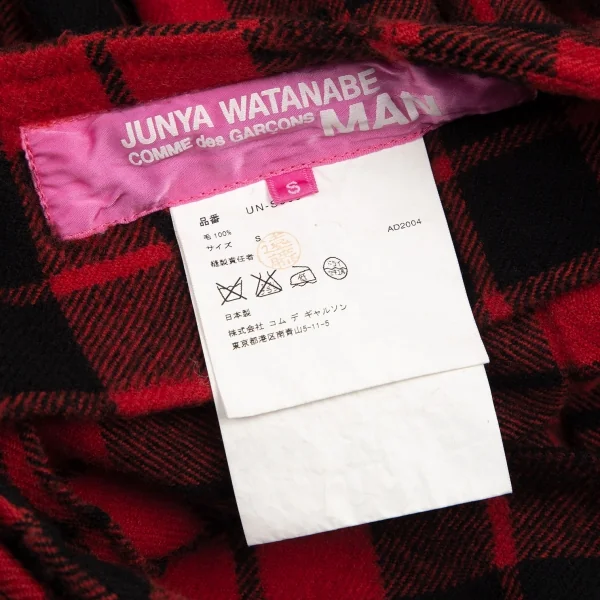 JUNYA WATANABE
COMME des GARÇONS MAN
S
品番 UN-S
毛 100% AD2004
サイズ S
縫製責任者
日本製
株式会社 コム デ ギャルソン
東京都港区南青山5-11-5